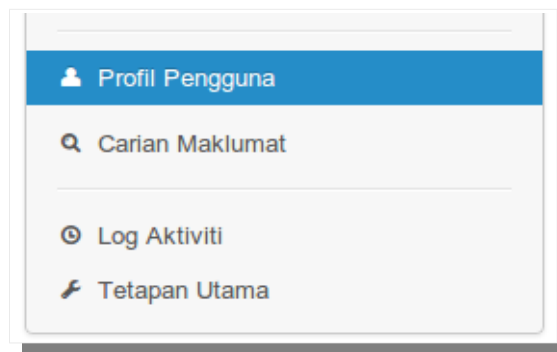 Profil Pengguna
Carian Maklumat
Log Aktiviti
Tetapan Utama